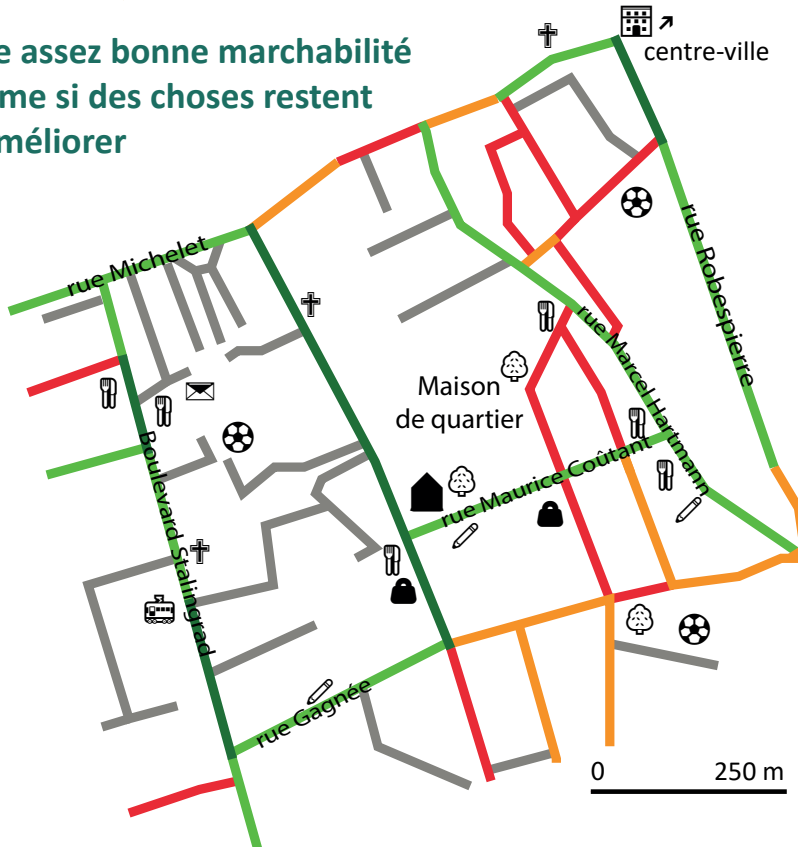 e assez bonne marchabilité
me si des choses restent
méliorer
centre-ville
rue Michelet
rue Robespierre
rue Marcel Hartmann
Maison
de quartier
rue Maurice Coûtant
Boulevard Stalingrad
rue Gagnée
0 250 m